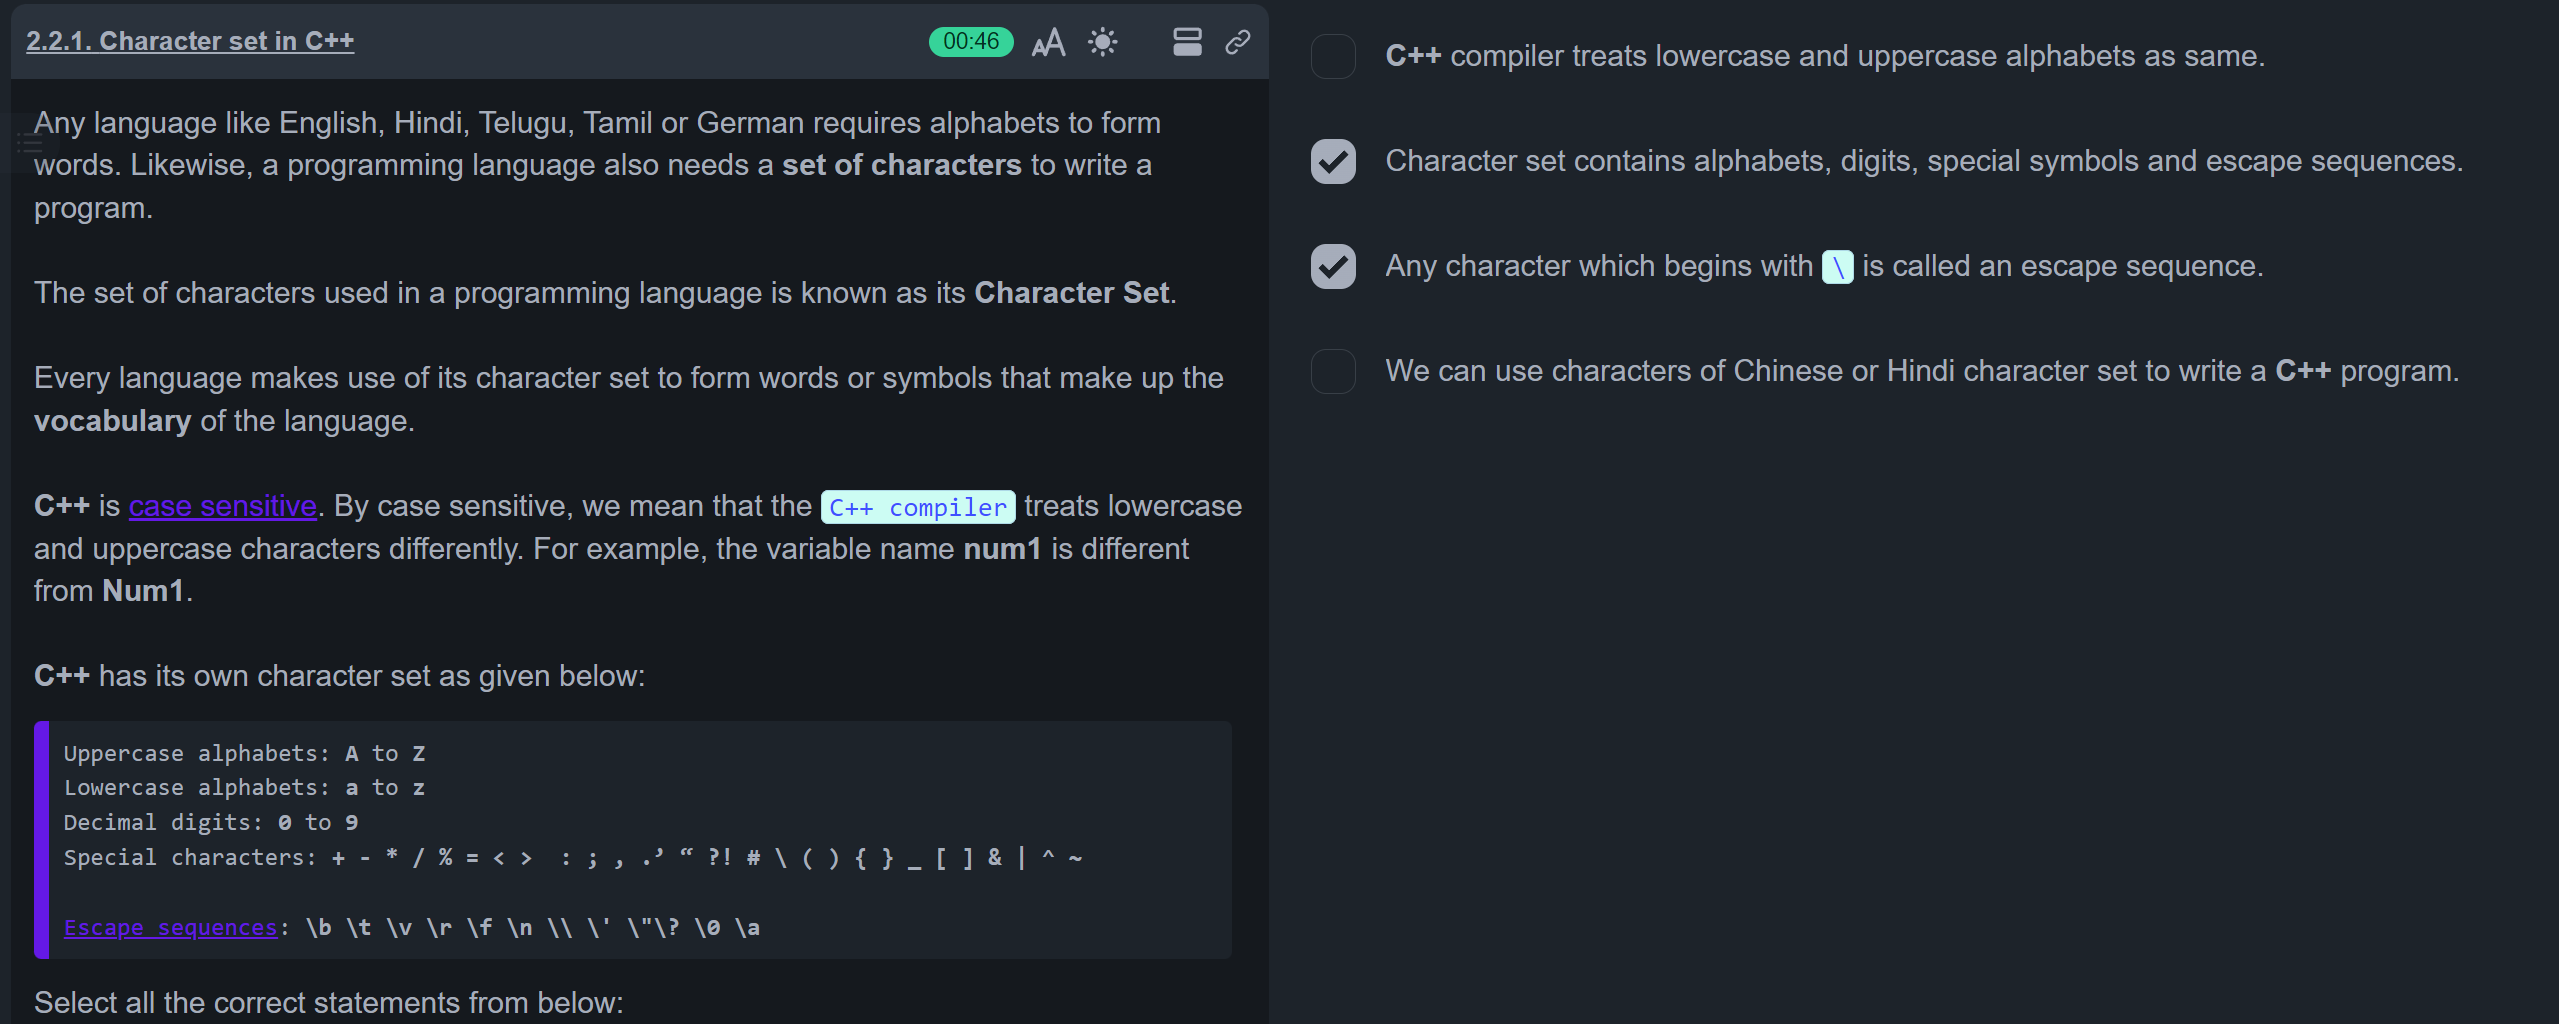 2.2.1. Character set in C++
00:46
Any language like English, Hindi, Telugu, Tamil or German requires alphabets to form
words. Likewise, a programming language also needs a set of characters to write a
program.
The set of characters used in a programming language is known as its Character Set.
Every language makes use of its character set to form words or symbols that make up the
vocabulary of the language.
C++ is case sensitive. By case sensitive, we mean that the C++ compiler treats lowercase
and uppercase characters differently. For example, the variable name num1 is different
from Num1.
C++ has its own character set as given below:
Uppercase alphabets: A to Z
Lowercase alphabets: a to z
Decimal digits: 0 to 9
Special characters: + - * / % = < >  : ; , .’ “ ?! # \ ( ) { } _ [ ] & | ^ ~
Escape sequences: \b \t \v \r \f \n \\ \' \"\? \0 \a
Select all the correct statements from below:
C++ compiler treats lowercase and uppercase alphabets as same.
Character set contains alphabets, digits, special symbols and escape sequences.
Any character which begins with \ is called an escape sequence.
We can use characters of Chinese or Hindi character set to write a C++ program.